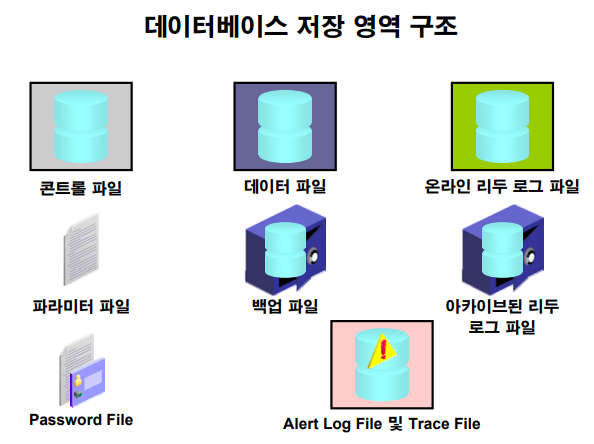 데이터베이스 저장 영역 구조
콘트롤 파일
데이터 파일
온라인 리두 로그 파일
파라미터 파일
백업 파일
아카이브된 리두
로그 파일
Password File
Alert Log File 및 Trace File